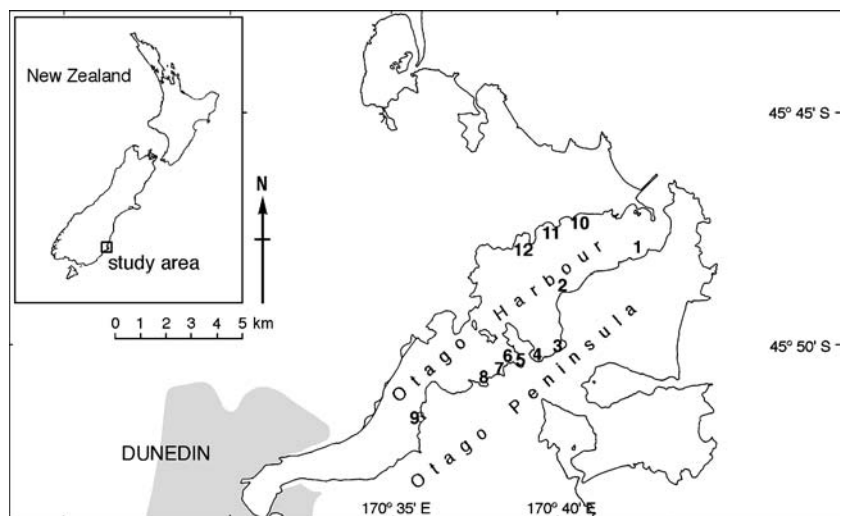 New Zealand
study area
N
0 1 2 3 4 5 km
45° 45' S
10
11
12
1
2
Otago Harbour
3
4
5
6
7
8
9
45° 50' S
Otago Peninsula
DUNEDIN
170° 35' E
170° 40' E